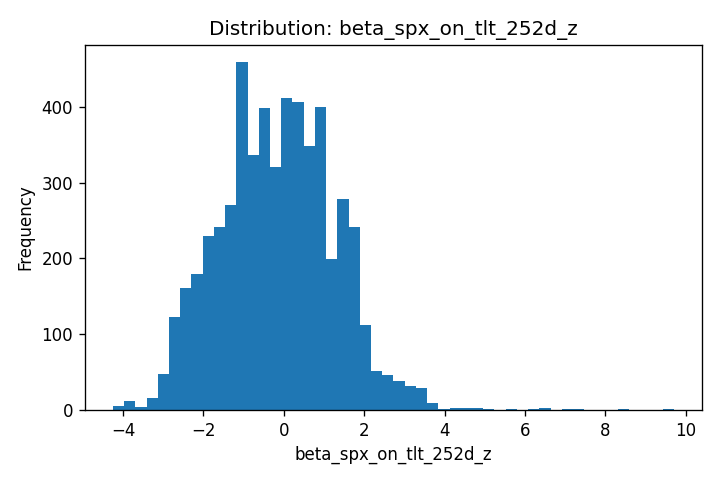 Distribution: beta_spx_on_tlt_252d_z
Frequency
400
300
200
100
0
−4 −2 0 2 4 6 8 10
beta_spx_on_tlt_252d_z